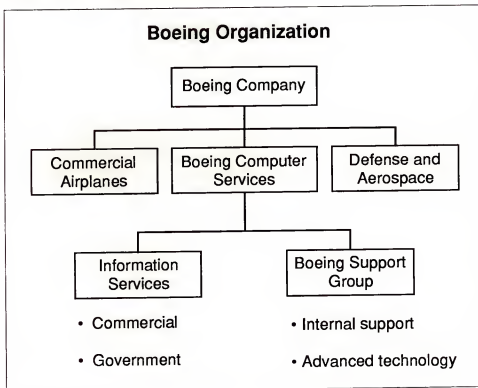 Boeing Organization
Boeing Company
Commercial
Airplanes
Boeing Computer
Services
Defense and
Aerospace
Information
Services
Boeing Support
Group
• Commercial
• Government
• Internal support
• Advanced technology